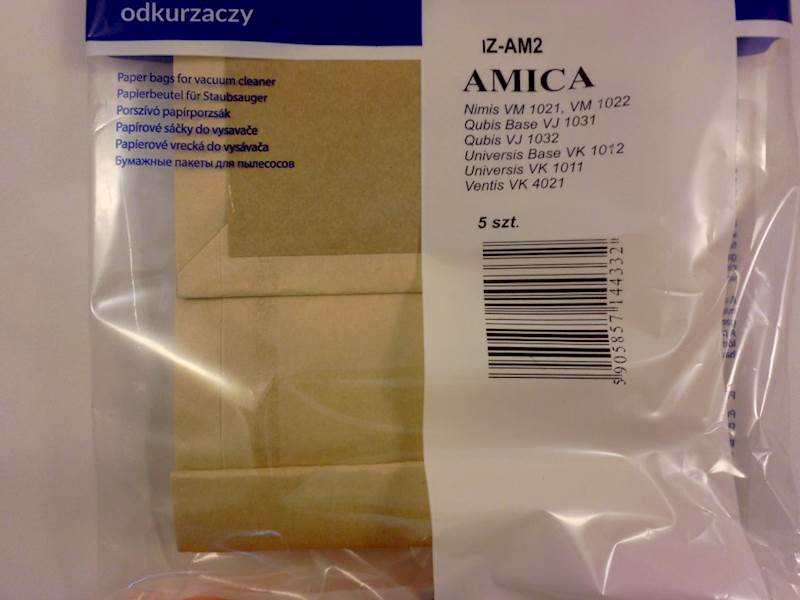 odkurzaczy
Paper bags for vacuum cleaner
Papierbeutel für Staubsauger
Porszívó papírporzsák
Papírové sáčky do vysavače
Papierové vrecká do vysávača
Бумажные пакеты для пылесосов
IZ-AM2
AMICA
Nimis VM 1021, VM 1022
Qubis Base VJ 1031
Qubis VJ 1032
Universis Base VK 1012
Universis VK 1011
Ventis VK 4021
5 szt.
5905857144332